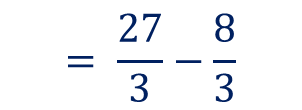 = 27/3 − 8/3